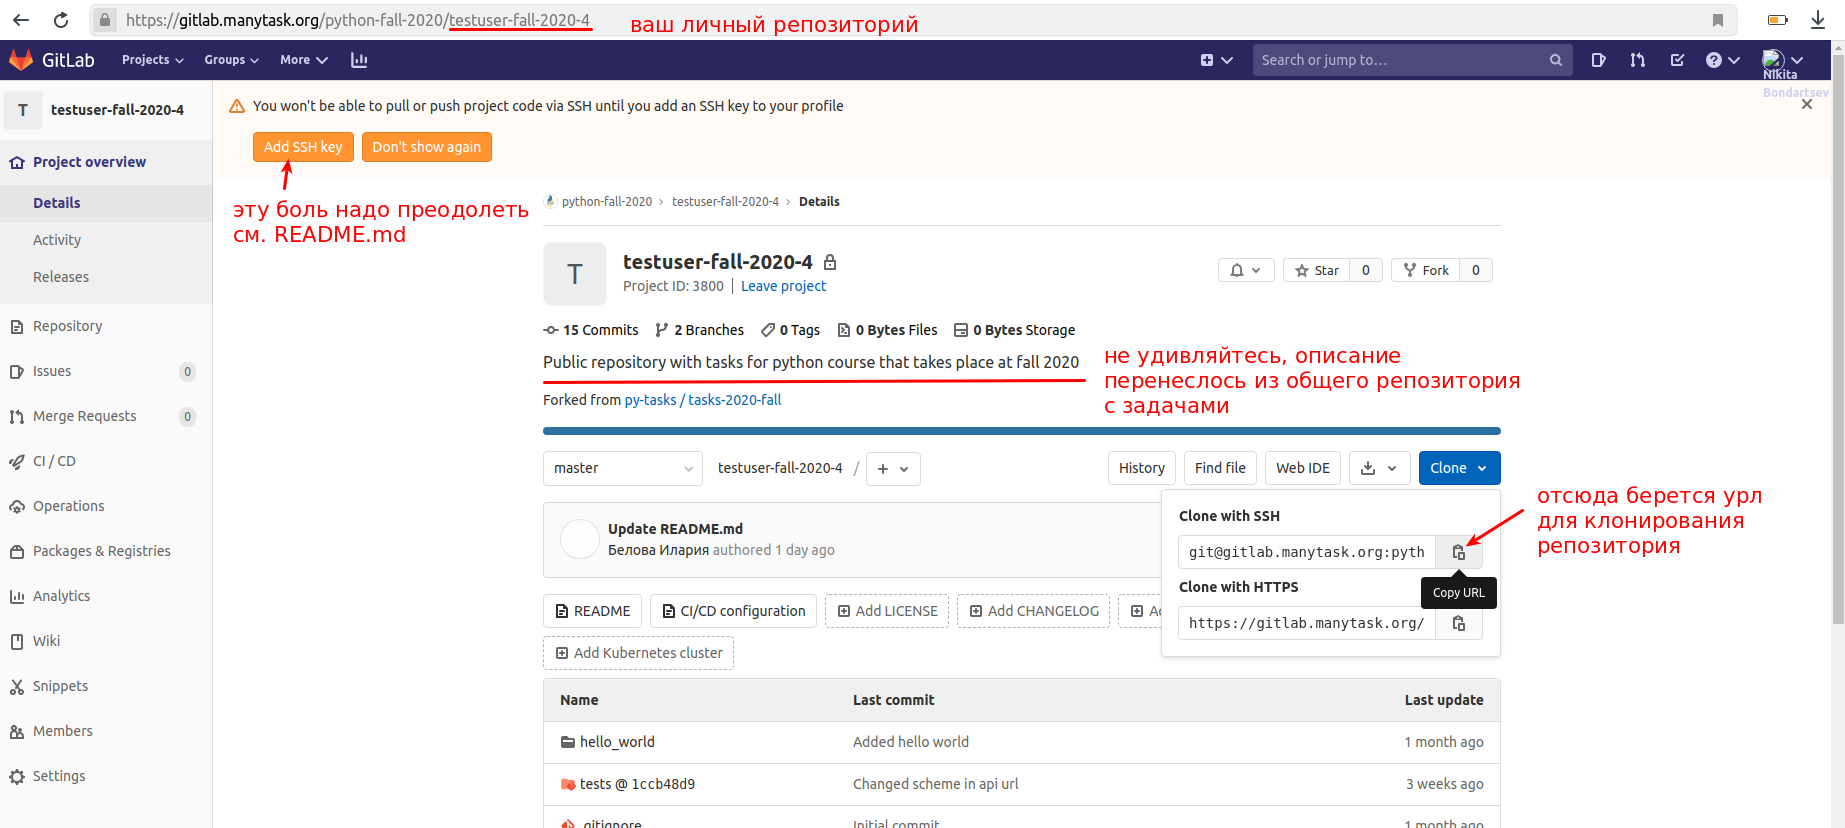 https://gitlab.manytask.org/python-fall-2020/testuser-fall-2020-4
ваш личный репозиторий
GitLab
Projects
Groups
More
Search or jump to…
Nikita
Bondartsev
T
testuser-fall-2020-4
You won't be able to pull or push project code via SSH until you add an SSH key to your profile
Add SSH key
Don't show again
эту боль надо преодолеть
см. README.md
Project overview
Details
Activity
Releases
Repository
Issues
0
Merge Requests
0
CI / CD
Operations
Packages & Registries
Analytics
Wiki
Snippets
Members
Settings
python-fall-2020 › testuser-fall-2020-4 › Details
T
testuser-fall-2020-4
Project ID: 3800 | Leave project
Star
0
Fork
0
15 Commits
2 Branches
0 Tags
0 Bytes Files
0 Bytes Storage
Public repository with tasks for python course that takes place at fall 2020
не удивляйтесь, описание
перенеслось из общего репозитория
с задачами
Forked from py-tasks / tasks-2020-fall
master
testuser-fall-2020-4 /
+
History
Find file
Web IDE
Clone
Clone with SSH
git@gitlab.manytask.org:pyth
Clone with HTTPS
Copy URL
https://gitlab.manytask.org/
отсюда берется урл
для клонирования
репозитория
Update README.md
Белова Илария authored 1 day ago
README
CI/CD configuration
Add LICENSE
Add CHANGELOG
Add Kubernetes cluster
Name
Last commit
Last update
hello_world
Added hello world
1 month ago
tests @ 1ccb48d9
Changed scheme in api url
3 weeks ago
.gitignore
Initial commit
1 month ago